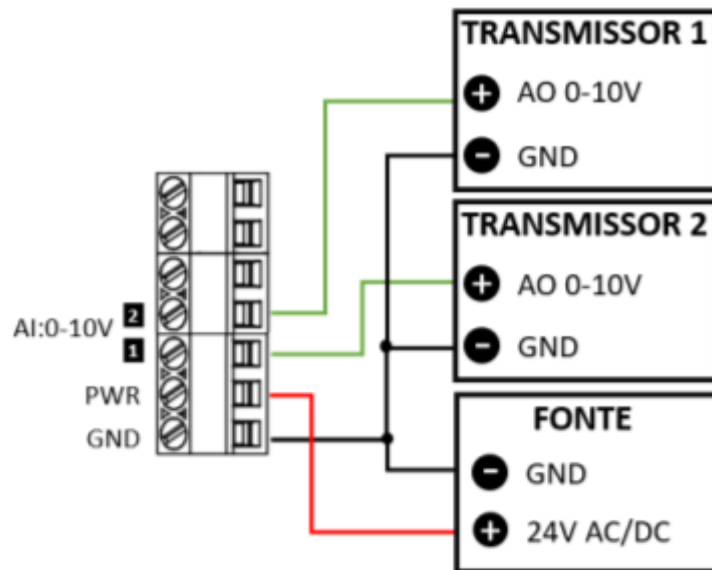 TRANSMISSOR 1
+ AO 0-10V
- GND
TRANSMISSOR 2
+ AO 0-10V
- GND
AI:0-10V 2
1
PWR
GND
FONTE
- GND
+ 24V AC/DC